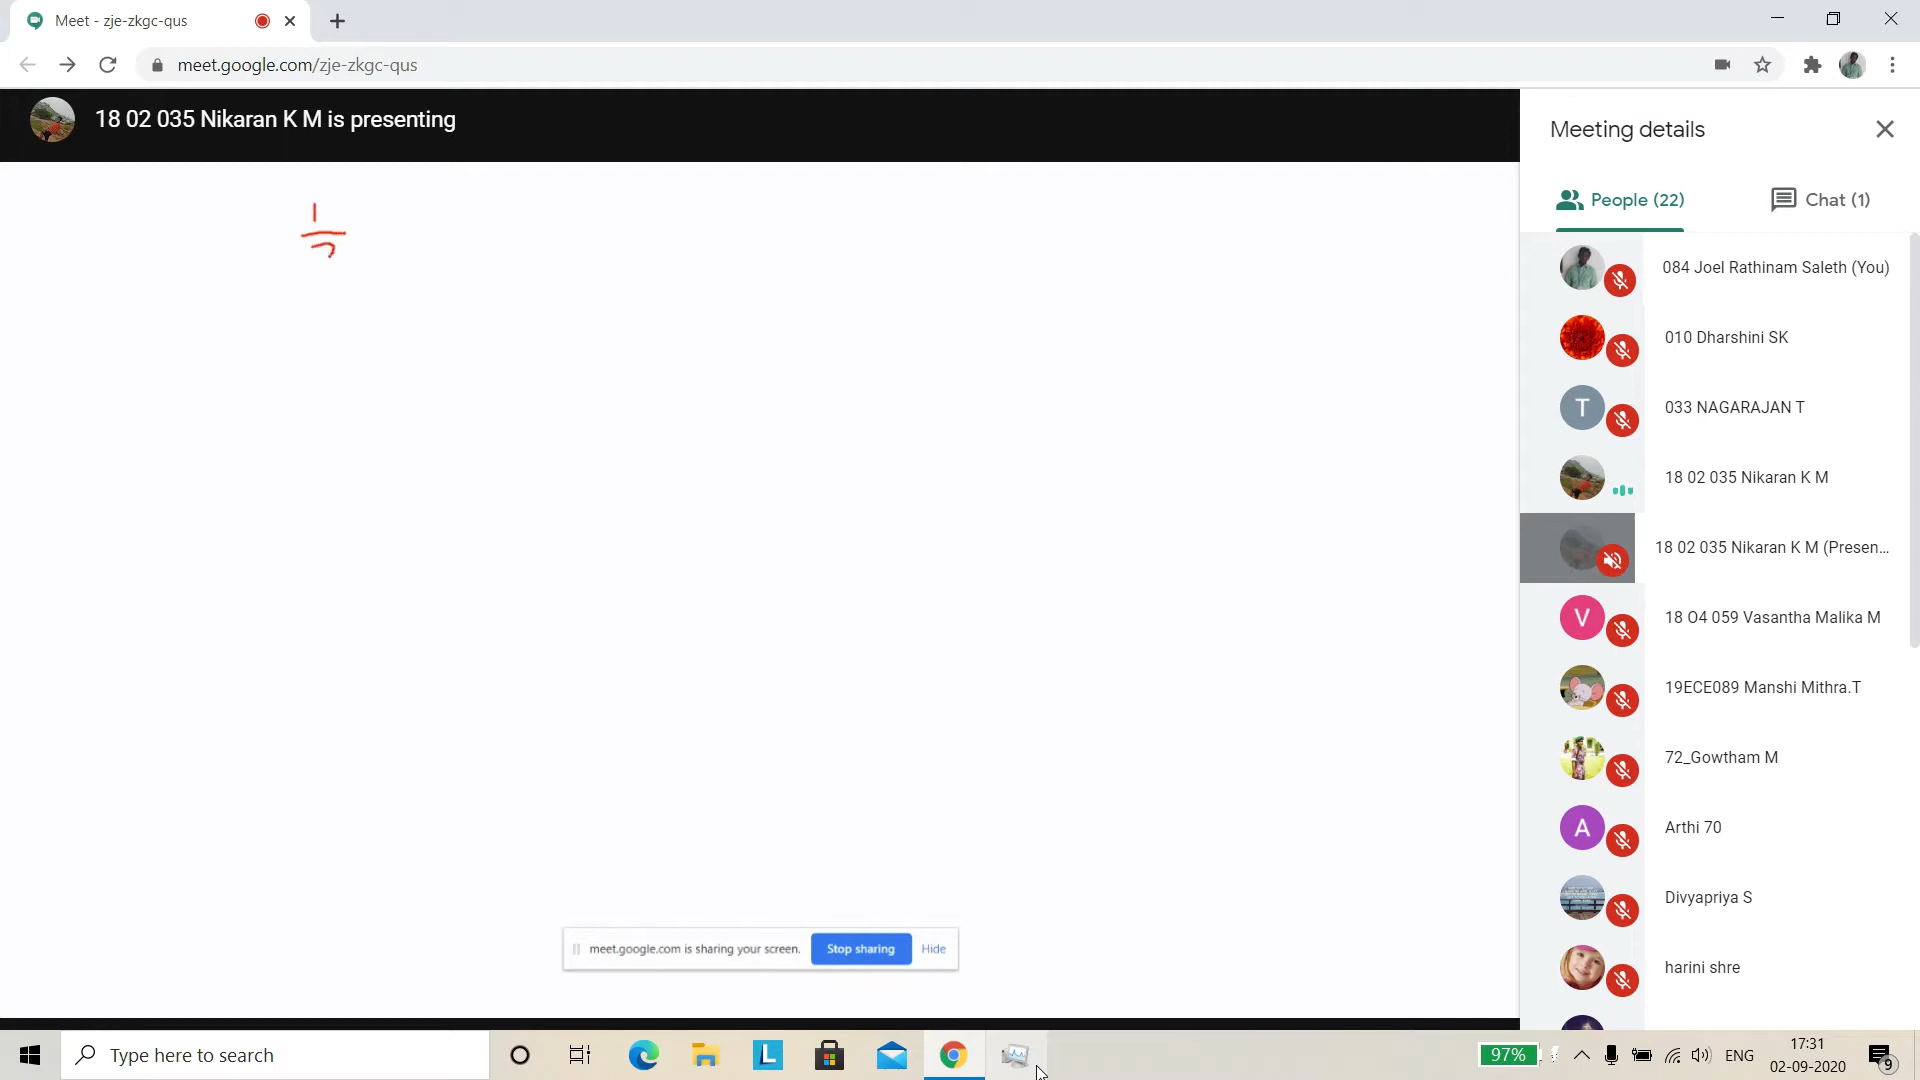 Meet - zje-zkgc-qus
meet.google.com/zje-zkgc-qus
18 02 035 Nikaran K M is presenting
1
meet.google.com is sharing your screen. Stop sharing Hide
Meeting details
People (22) Chat (1)
084 Joel Rathinam Saleth (You)
010 Dharshini SK
T 033 NAGARAJAN T
18 02 035 Nikaran K M
18 02 035 Nikaran K M (Presen...
V 18 O4 059 Vasantha Malika M
19ECE089 Manshi Mithra.T
72_Gowtham M
A Arthi 70
Divyapriya S
harini shre
Type here to search
L
97% ENG
17:31
02-09-2020
9